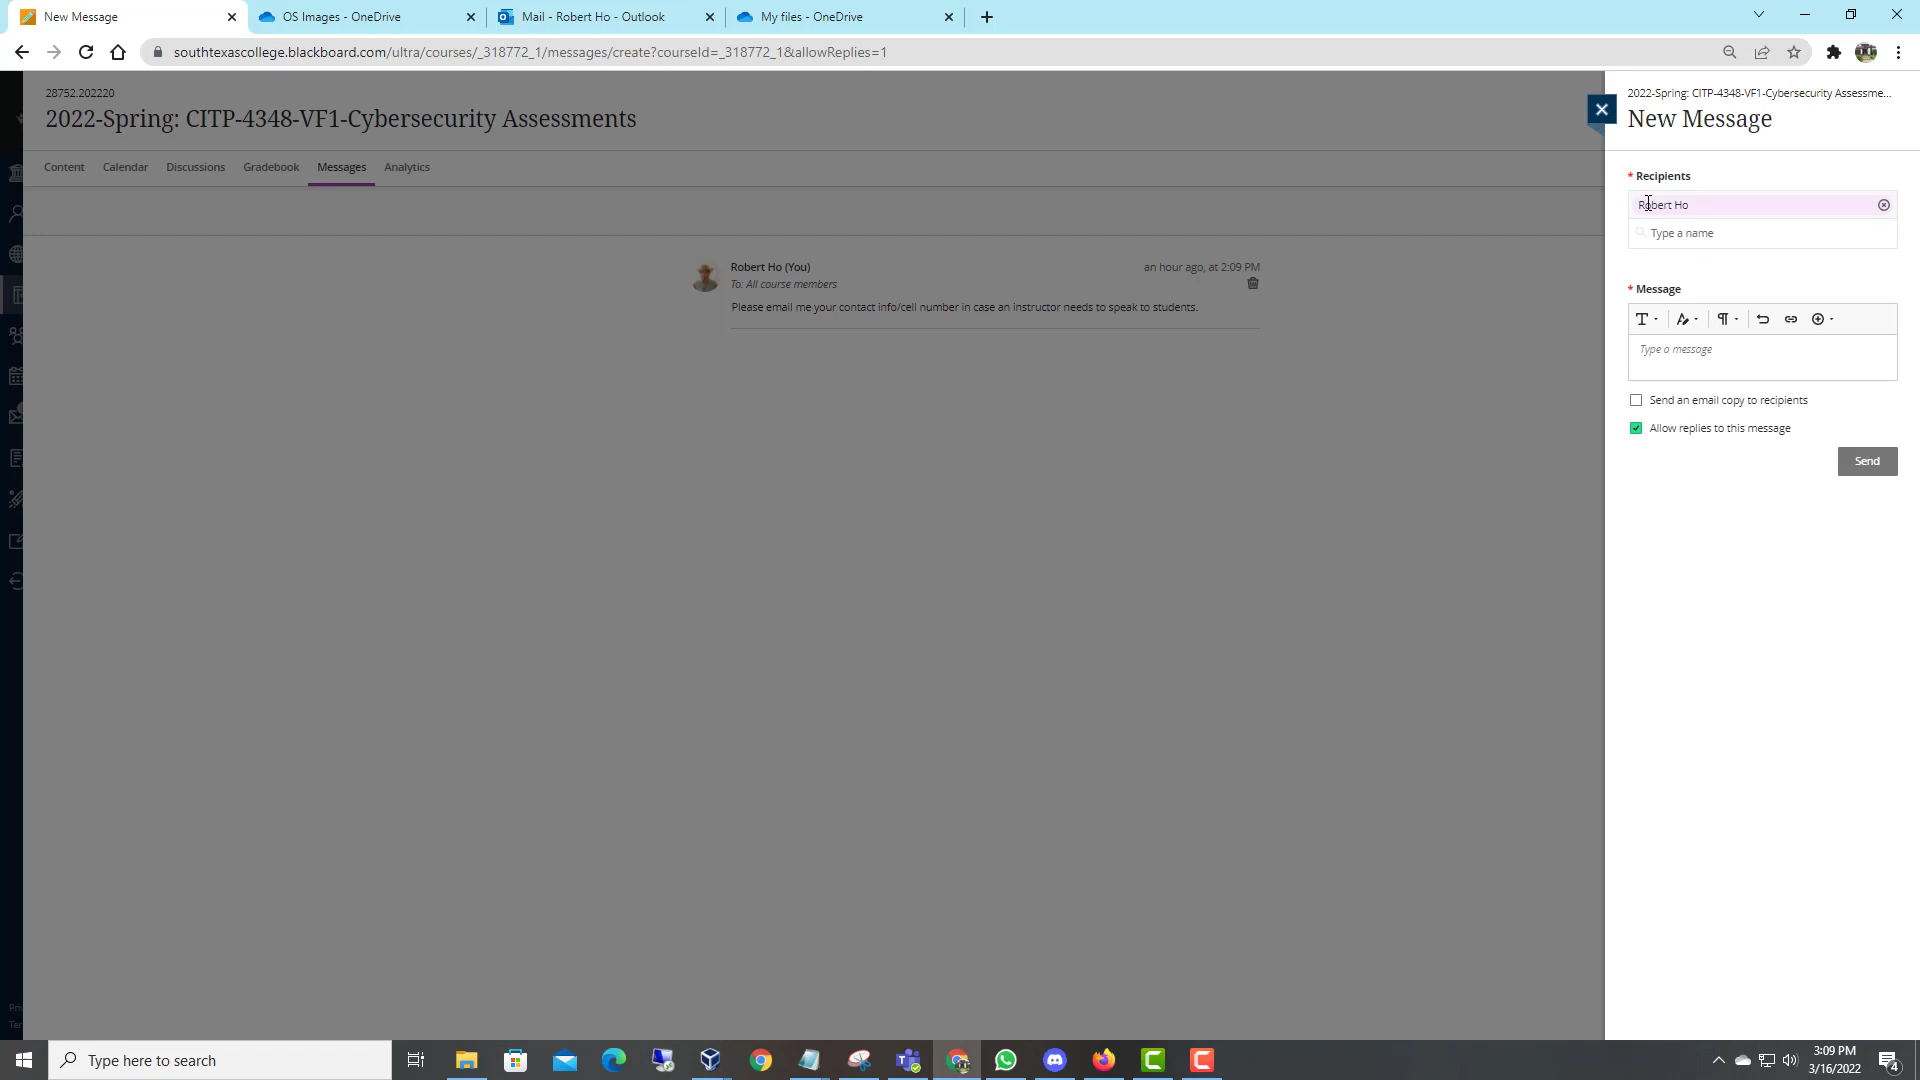 New Message
OS Images - OneDrive
Mail - Robert Ho - Outlook
My files - OneDrive
southtexascollege.blackboard.com/ultra/courses/_318772_1/messages/create?courseId=_318772_1&allowReplies=1
28752.202220
2022-Spring: CITP-4348-VF1-Cybersecurity Assessments
Content
Calendar
Discussions
Gradebook
Messages
Analytics
Robert Ho (You)
an hour ago, at 2:09 PM
To: All course members
Please email me your contact info/cell number in case an instructor needs to speak to students.
2022-Spring: CITP-4348-VF1-Cybersecurity Assessme...
New Message
* Recipients
Robert Ho
Type a name
* Message
Type a message
Send an email copy to recipients
Allow replies to this message
Send
Type here to search
3:09 PM
3/16/2022
4